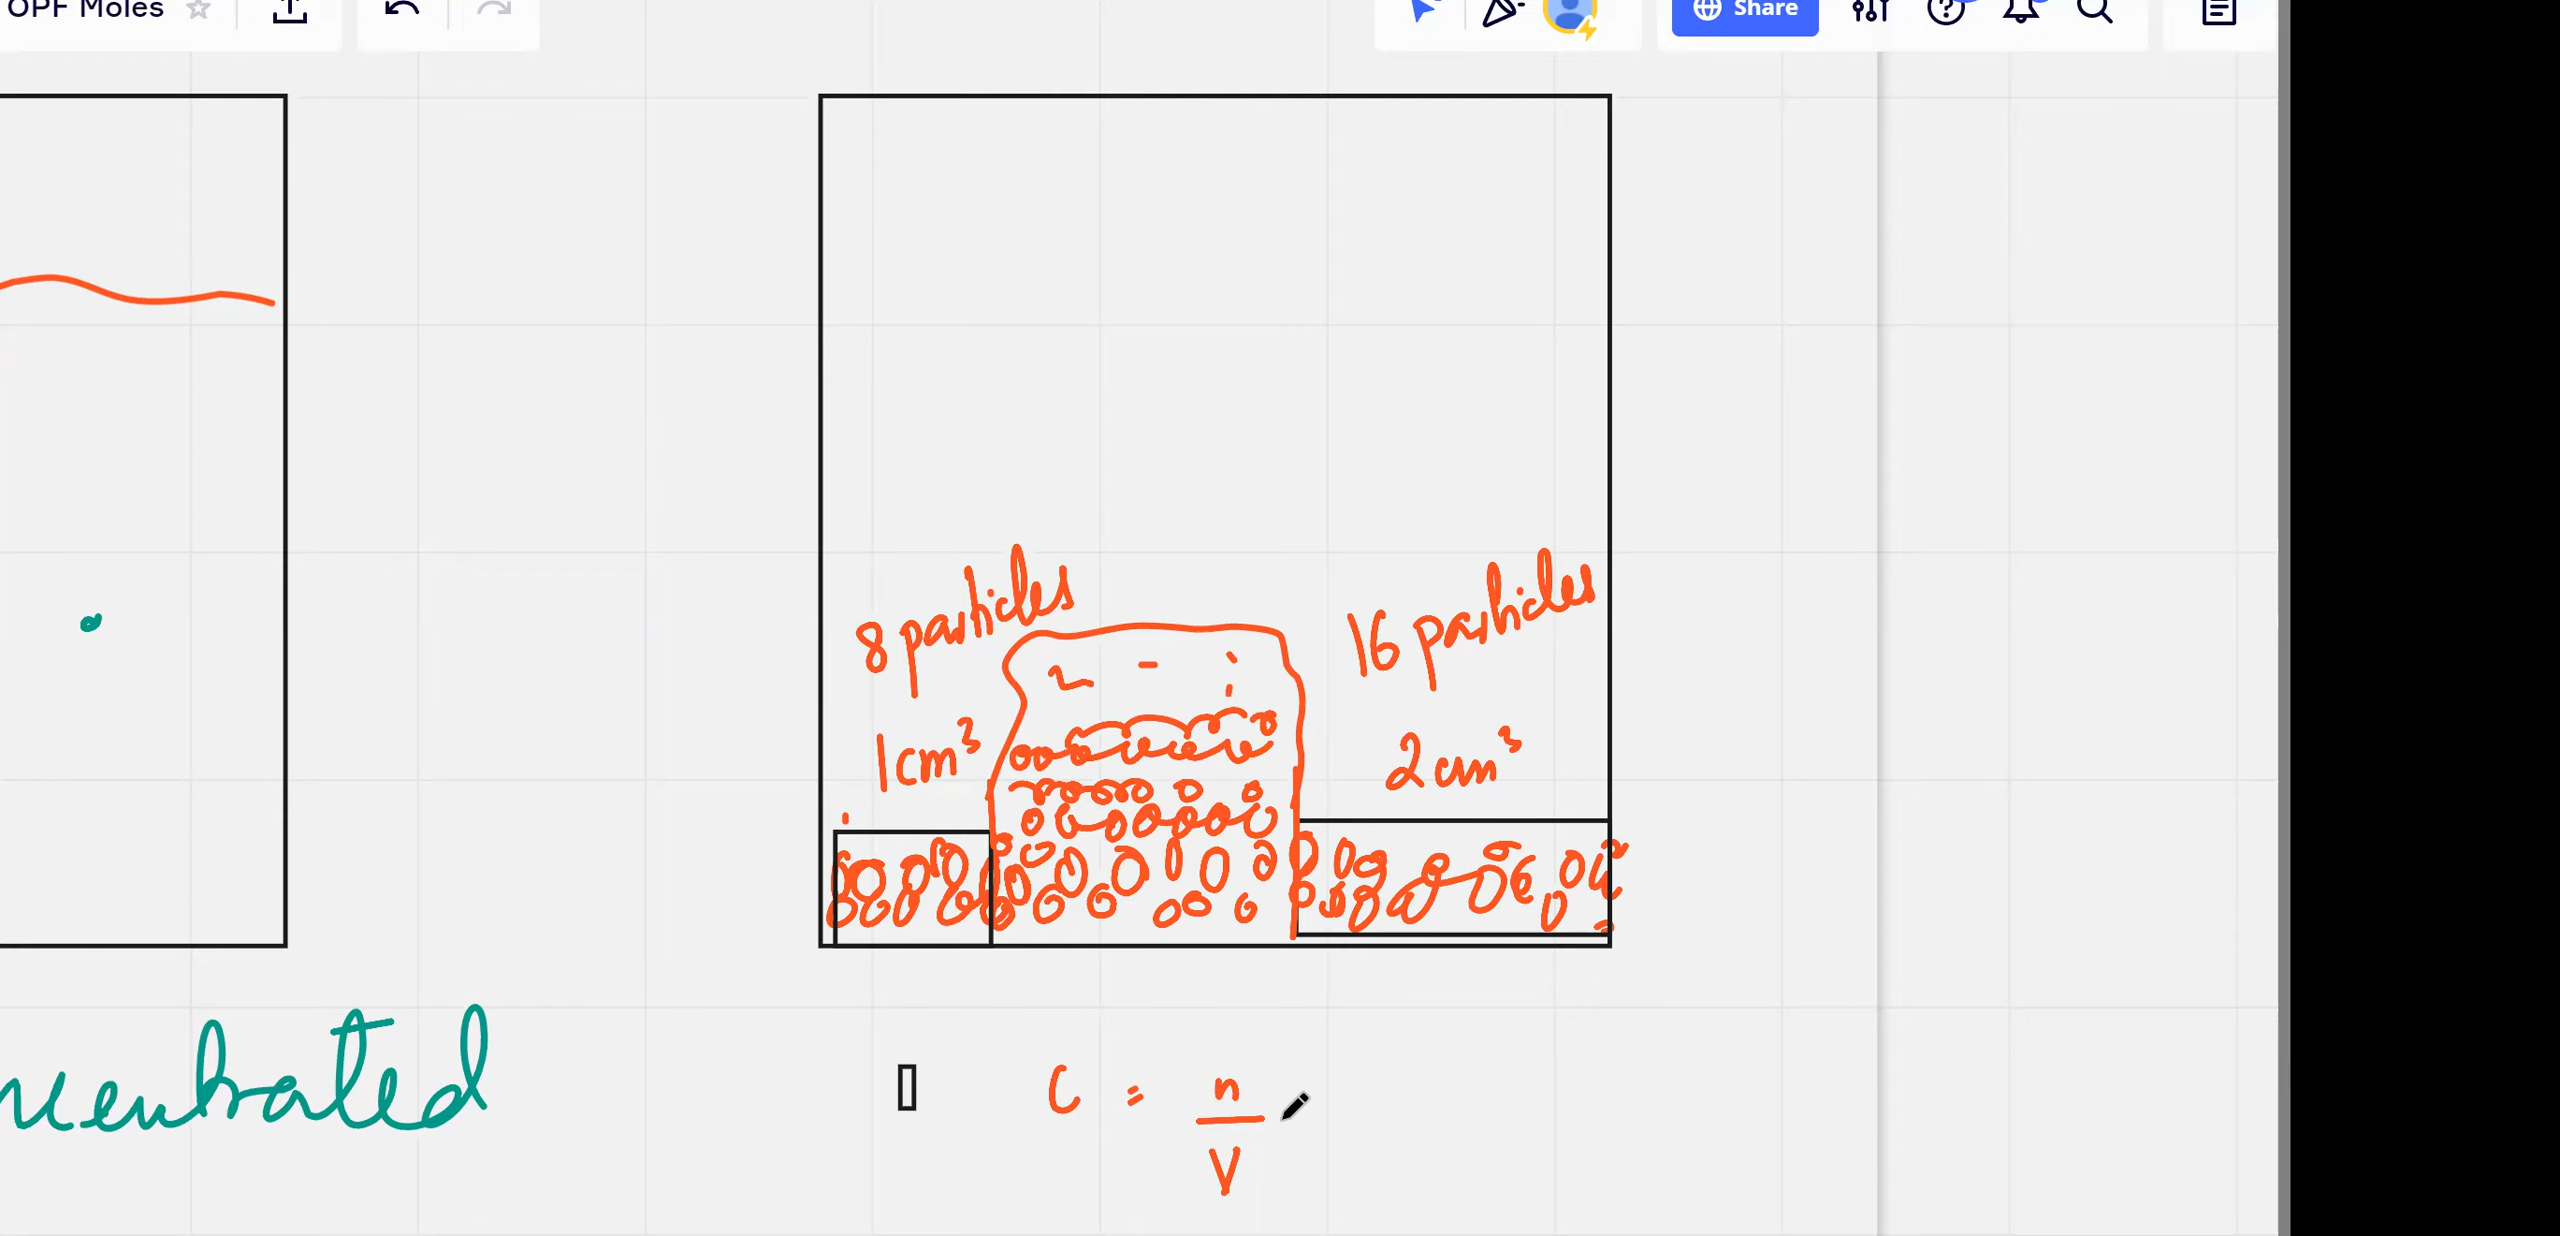 OPF Moles
Share
8 particles
16 particles
1cm³
2cm³
ncentrated
C = n
V